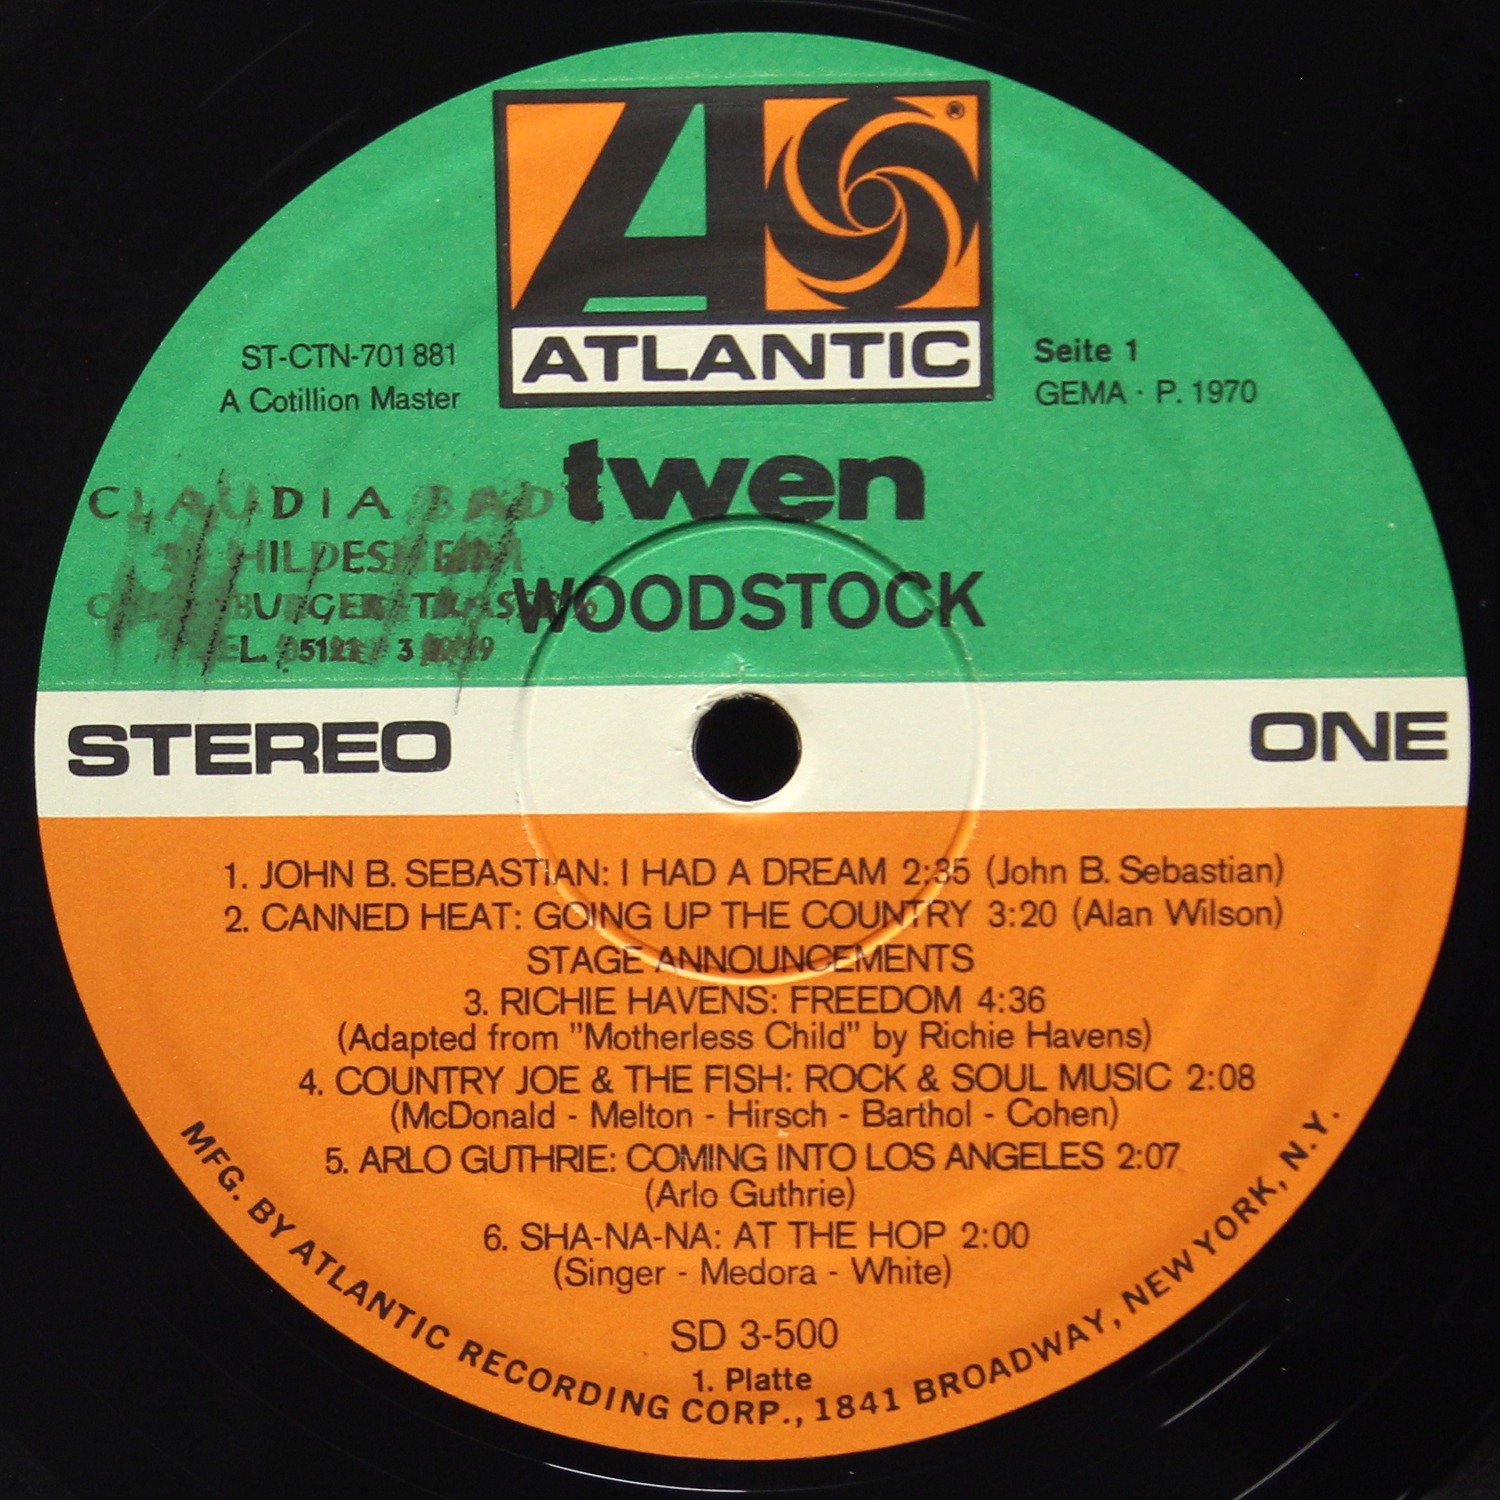 AS®
ATLANTIC
ST-CTN-701 881
A Cotillion Master
Seite 1
GEMA · P. 1970
twen
CLAUDIA
HILDESHEIM
WOODSTOCK
STEREO
ONE
1. JOHN B. SEBASTIAN: I HAD A DREAM 2:35 (John B. Sebastian)
2. CANNED HEAT: GOING UP THE COUNTRY 3:20 (Alan Wilson)
STAGE ANNOUNCEMENTS
3. RICHIE HAVENS: FREEDOM 4:36
(Adapted from "Motherless Child" by Richie Havens)
4. COUNTRY JOE & THE FISH: ROCK & SOUL MUSIC 2:08
(McDonald - Melton - Hirsch - Barthol - Cohen)
5. ARLO GUTHRIE: COMING INTO LOS ANGELES 2:07
(Arlo Guthrie)
6. SHA-NA-NA: AT THE HOP 2:00
(Singer - Medora - White)
SD 3-500
1. Platte
MFG. BY ATLANTIC RECORDING CORP., 1841 BROADWAY, NEW YORK, N.Y.